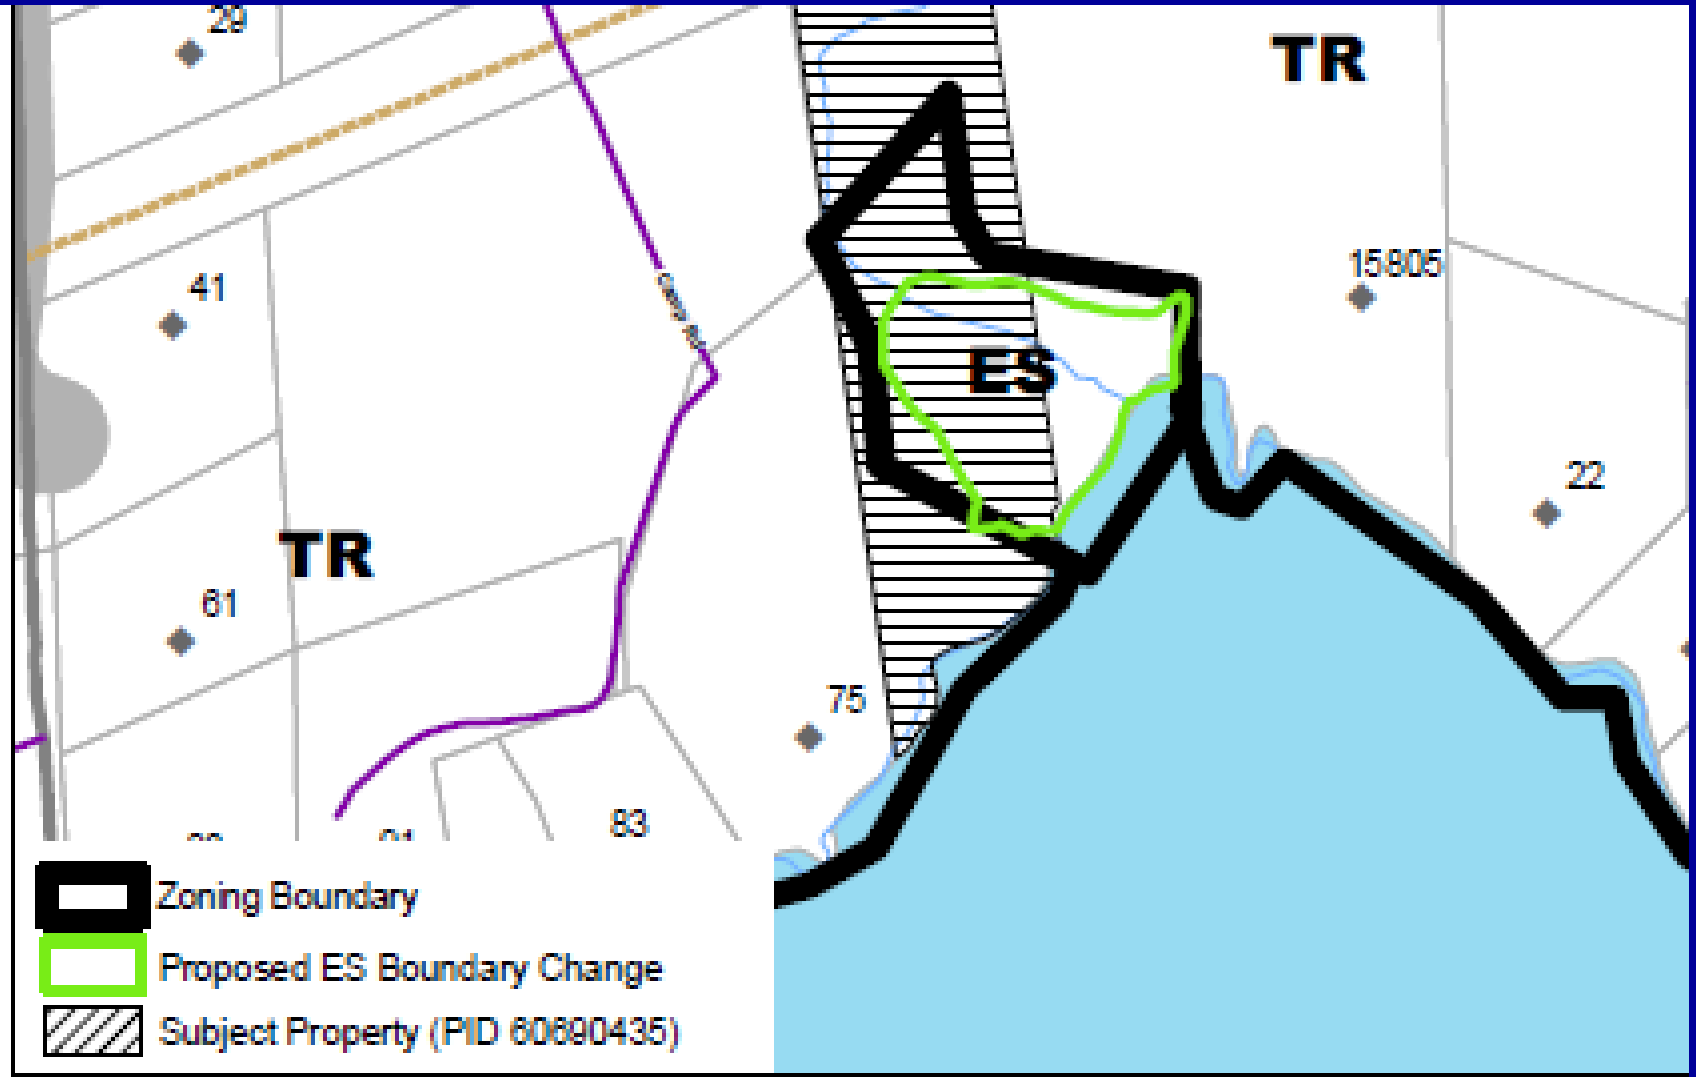 29
TR
15805
41
ES
22
TR
61
75
83
Zoning Boundary
Proposed ES Boundary Change
Subject Property (PID 60690435)